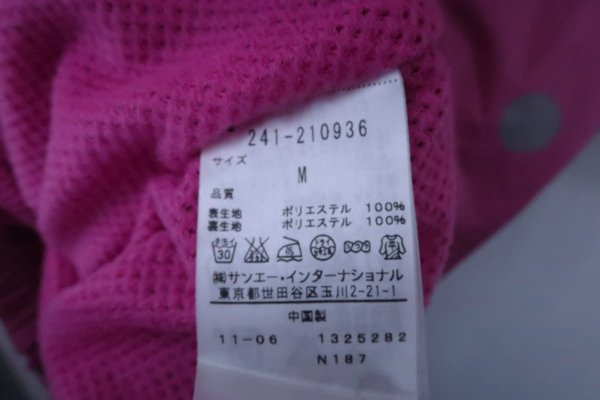 241-210936
サイズ
M
品質
表生地 ポリエステル 100%
裏生地 ポリエステル 100%
30
㈱サンエー・インターナショナル
東京都世田谷区玉川2-21-1
中国製
11-06 1325282
N187